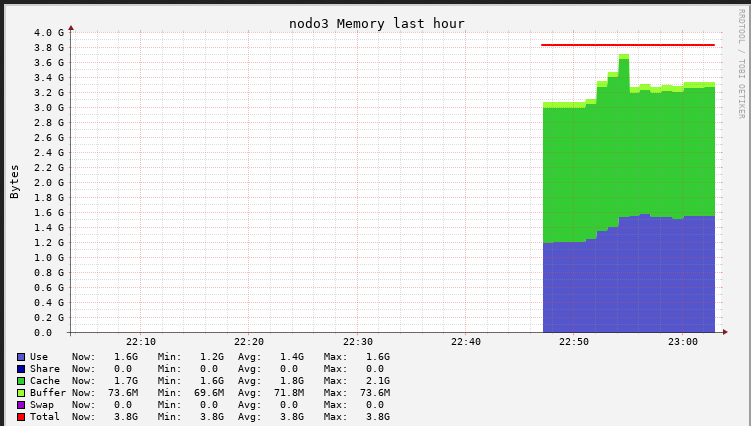 nodo3 Memory last hour
RRDTOOL / TOBI OETIKER
Bytes
4.0 G
3.8 G
3.6 G
3.4 G
3.2 G
3.0 G
2.8 G
2.6 G
2.4 G
2.2 G
2.0 G
1.8 G
1.6 G
1.4 G
1.2 G
1.0 G
0.8 G
0.6 G
0.4 G
0.2 G
0.0
22:10 22:20 22:30 22:40 22:50 23:00
Use Now: 1.6G Min: 1.2G Avg: 1.4G Max: 1.6G
Share Now: 0.0 Min: 0.0 Avg: 0.0 Max: 0.0
Cache Now: 1.7G Min: 1.6G Avg: 1.8G Max: 2.1G
Buffer Now: 73.6M Min: 69.6M Avg: 71.8M Max: 73.6M
Swap Now: 0.0 Min: 0.0 Avg: 0.0 Max: 0.0
Total Now: 3.8G Min: 3.8G Avg: 3.8G Max: 3.8G